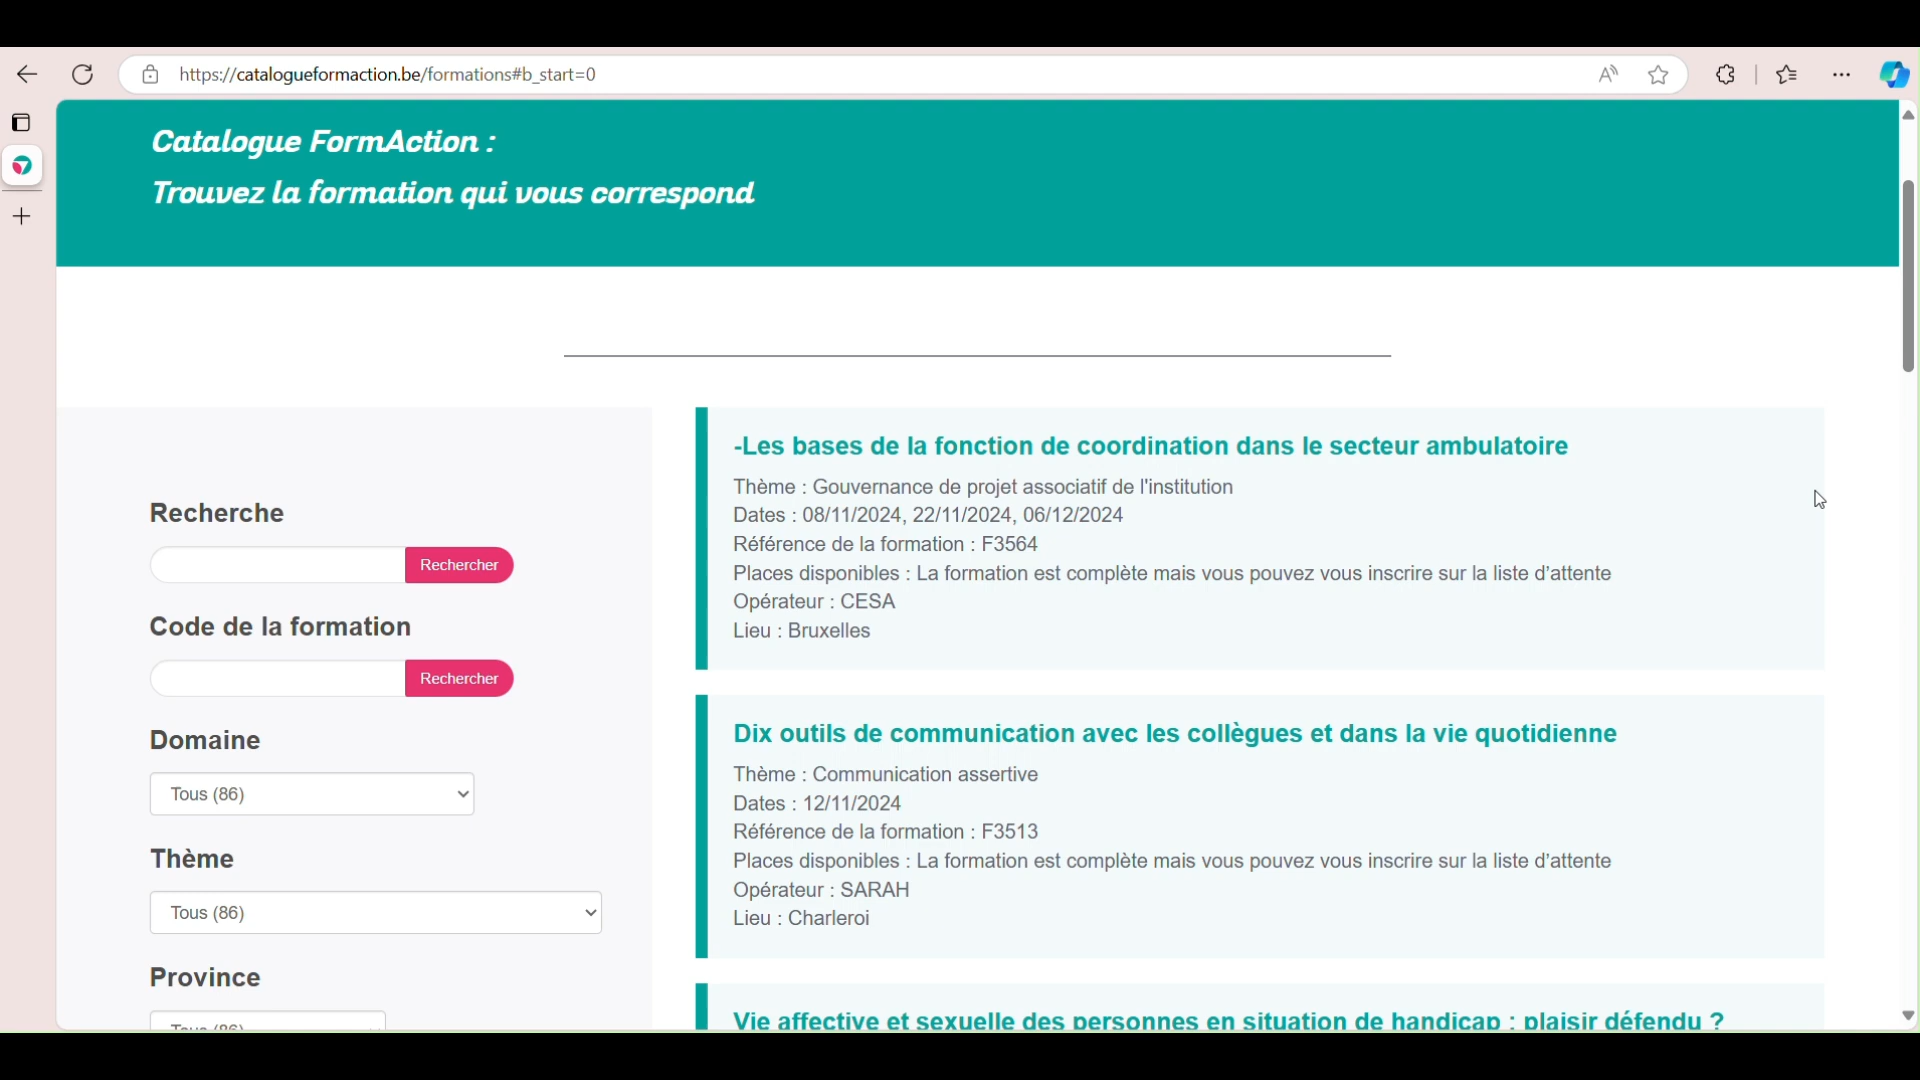 https://catalogueformaction.be/formations#b_start=0
Catalogue FormAction :
Trouvez la formation qui vous correspond
Recherche
Rechercher
Code de la formation
Rechercher
Domaine
Tous (86)
Thème
Tous (86)
Province
Tous (86)
-Les bases de la fonction de coordination dans le secteur ambulatoire
Thème : Gouvernance de projet associatif de l'institution
Dates : 08/11/2024, 22/11/2024, 06/12/2024
Référence de la formation : F3564
Places disponibles : La formation est complète mais vous pouvez vous inscrire sur la liste d’attente
Opérateur : CESA
Lieu : Bruxelles
Dix outils de communication avec les collègues et dans la vie quotidienne
Thème : Communication assertive
Dates : 12/11/2024
Référence de la formation : F3513
Places disponibles : La formation est complète mais vous pouvez vous inscrire sur la liste d’attente
Opérateur : SARAH
Lieu : Charleroi
Vie affective et sexuelle des personnes en situation de handicap : plaisir défendu ?